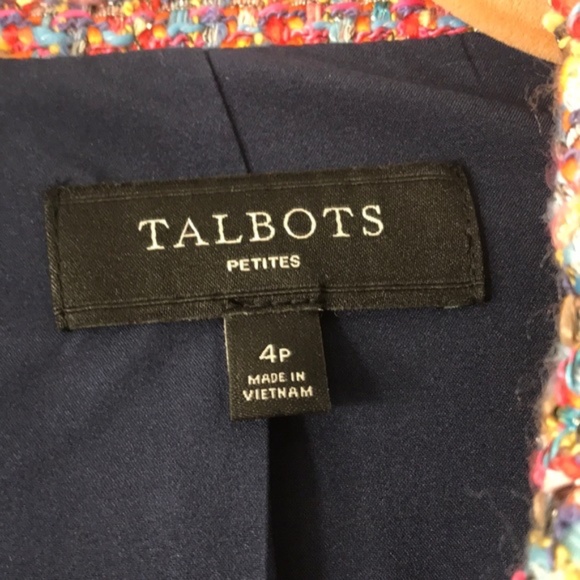 TALBOTS
PETITES
4P
MADE IN
VIETNAM